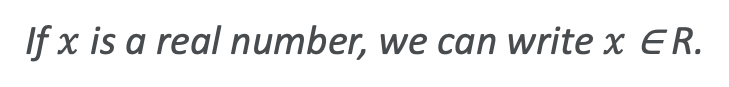 If x is a real number, we can write x ∈ R.